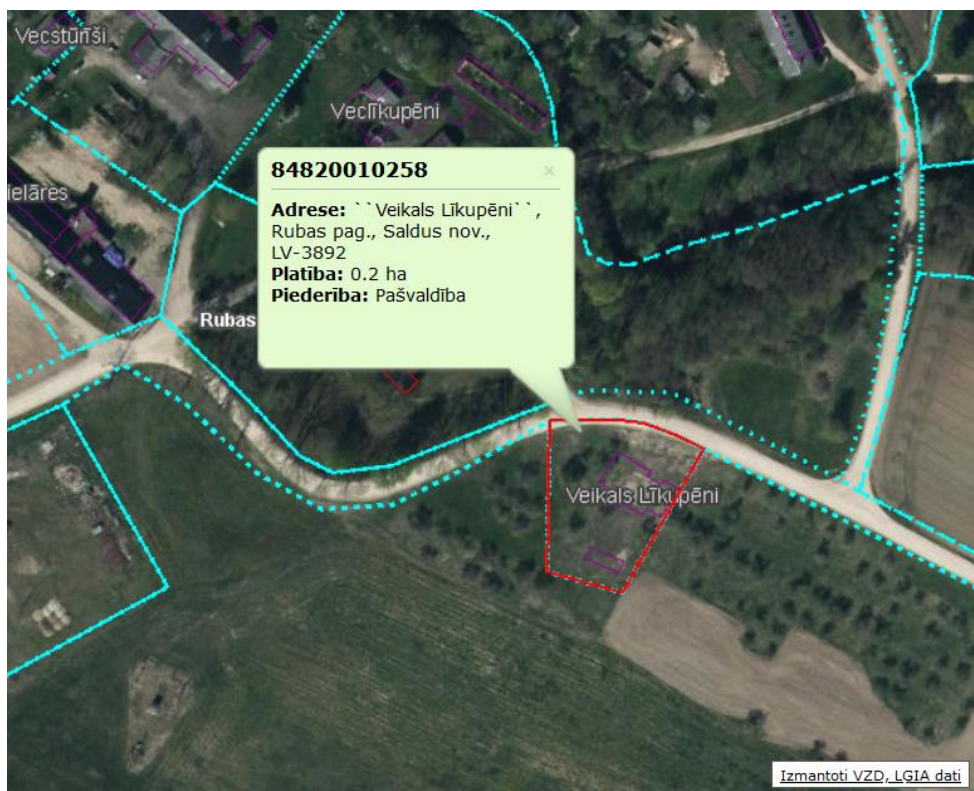 Vecstūrīši
Veclīkupēni
ielāres
84820010258
×
Adrese: ``Veikals Līkupēni``,
Rubas pag., Saldus nov.,
LV-3892
Platība: 0.2 ha
Piederība: Pašvaldība
Rubas
Veikals Līkupēni
Izmantoti VZD, LGIA dati